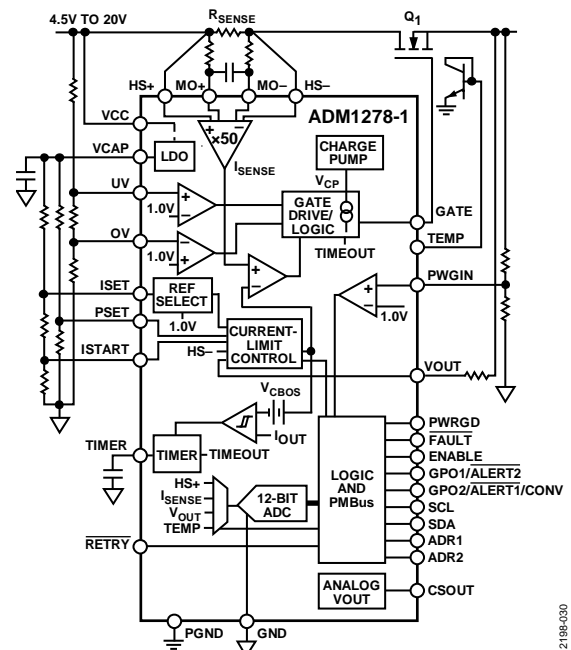 4.5V TO 20V
RSENSE
Q1
HS+
MO+
MO–
HS–
ADM1278-1
VCC
VCAP
LDO
+ –
×50
ISENSE
CHARGE
PUMP
VCP
UV
+
–
1.0V
GATE
DRIVE/
LOGIC
TIMEOUT
GATE
TEMP
OV
–
+
1.0V
+
–
PWGIN
+
–
1.0V
ISET
REF
SELECT
1.0V
PSET
ISTART
HS–
CURRENT-
LIMIT
CONTROL
VOUT
VCBOS
IOUT
TIMER
TIMER
TIMEOUT
LOGIC
AND
PMBus
PWRGD
FAULT
ENABLE
GPO1/ALERT2
GPO2/ALERT1/CONV
SCL
SDA
ADR1
ADR2
HS+
ISENSE
VOUT
TEMP
12-BIT
ADC
RETRY
ANALOG
VOUT
CSOUT
PGND
GND
2198-030